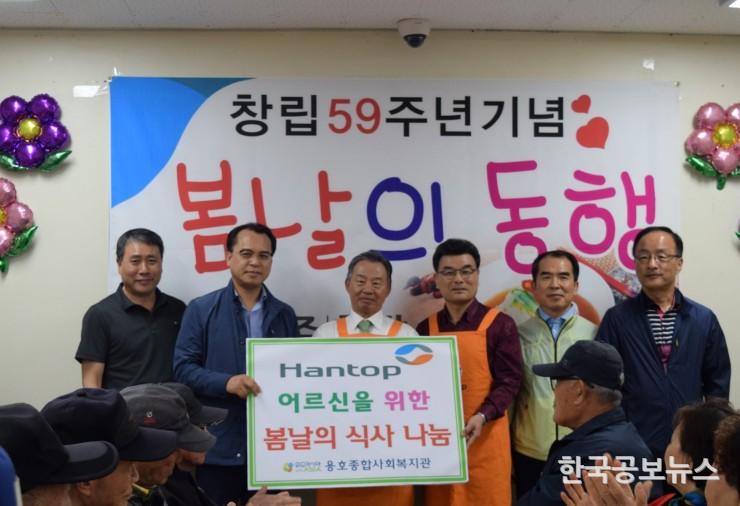 창립 59주년기념
봄날의 동행
Hantop
어르신을 위한
봄날의 식사 나눔
용호종합사회복지관
한국공보뉴스